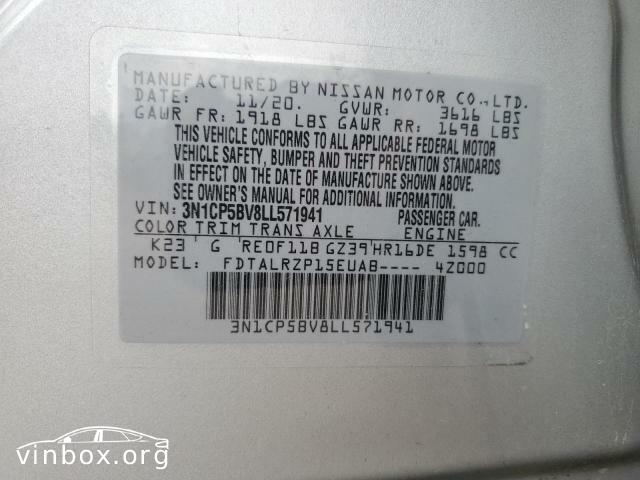 MANUFACTURED BY NISSAN MOTOR CO., LTD.
DATE: 11/20. GVWR: 3616 LBS
GAWR FR: 1918 LBS GAWR RR: 1698 LBS
THIS VEHICLE CONFORMS TO ALL APPLICABLE FEDERAL MOTOR
VEHICLE SAFETY, BUMPER AND THEFT PREVENTION STANDARDS
IN EFFECT ON THE DATE OF MANUFACTURE SHOWN ABOVE.
SEE OWNER'S MANUAL FOR ADDITIONAL INFORMATION.
VIN: 3N1CP5BV8LL571941 PASSENGER CAR.
COLOR TRIM TRANS AXLE ENGINE
K23 G RE0F11B GZ39 HR16DE 1598 CC
MODEL FDTALRZP15EUAB---- 4Z000
3N1CP5BV8LL571941
vinbox.org